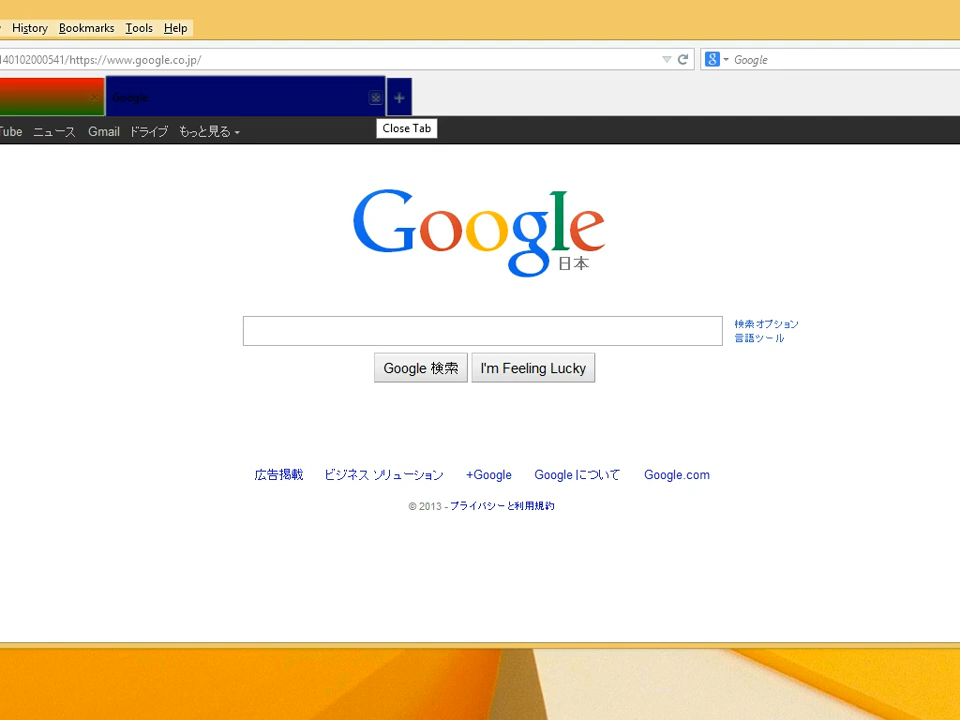 History Bookmarks Tools Help
140102000541/https://www.google.co.jp/
8 Google
Google
Close Tab
Tube ニュース Gmail ドライブ もっと見る
Google
日本
検索オプション
言語ツール
Google 検索 I'm Feeling Lucky
広告掲載 ビジネス ソリューション +Google Google について Google.com
© 2013 - プライバシーと利用規約